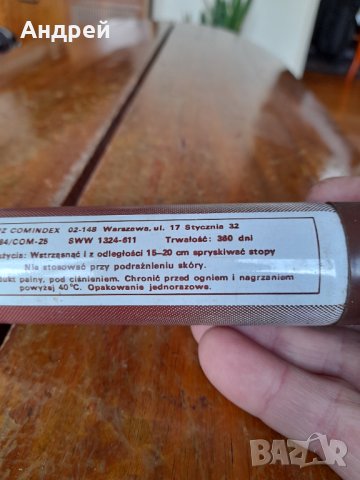 Андрей
Z COMINDEX 02-148 Warszawa, ul. 17 Stycznia 32
84/COM-25 SWW 1324-611 Trwałość: 360 dni
życia: Wstrząsnąć i z odległości 15-20 cm spryskiwać stopy
Nie stosować przy podrażnieniu skóry.
dukt palny, pod ciśnieniem. Chronić przed ogniem i nagrzaniem
powyżej 40°C. Opakowanie jednorazowe.
BAZAR